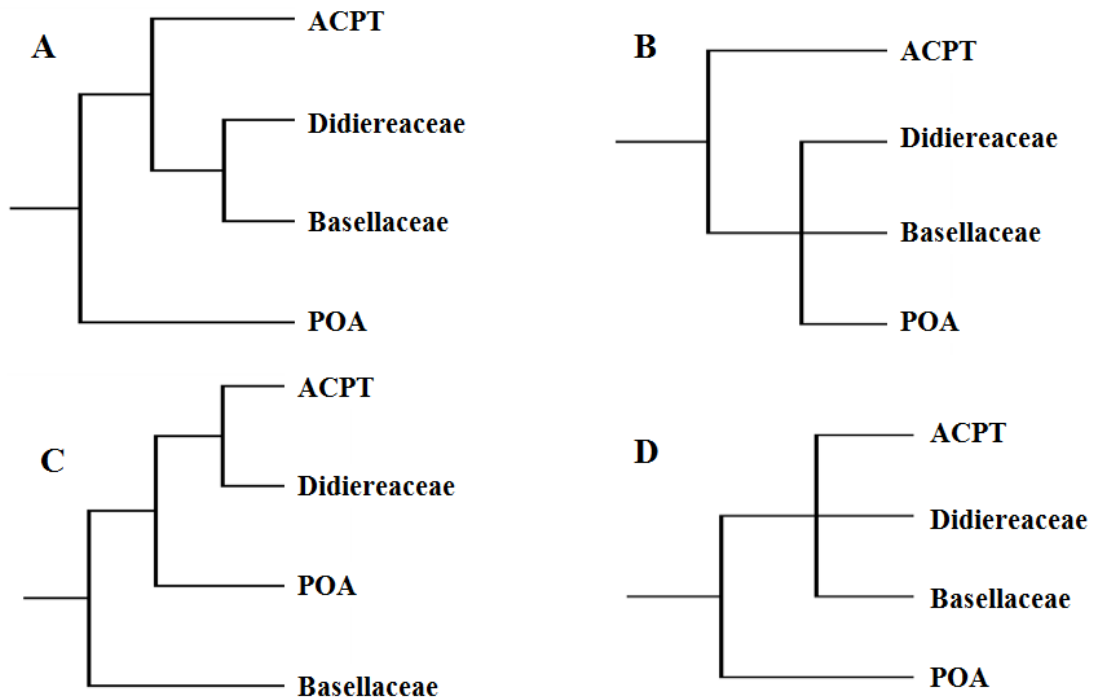 A
ACPT
Didiereaceae
Basellaceae
POA
B
ACPT
Didiereaceae
Basellaceae
POA
C
ACPT
Didiereaceae
POA
Basellaceae
D
ACPT
Didiereaceae
Basellaceae
POA